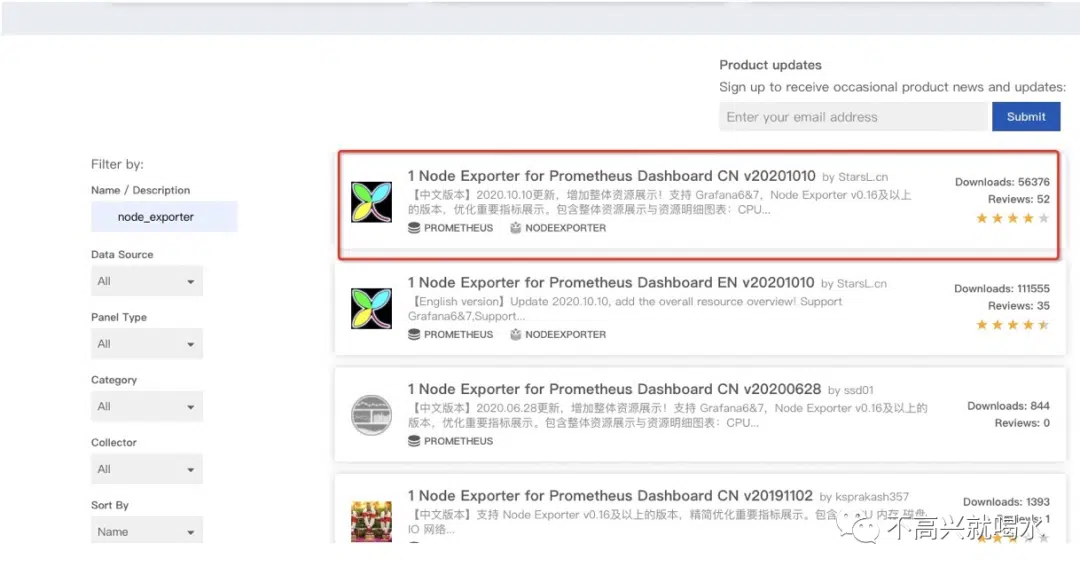 Product updates
Sign up to receive occasional product news and updates:
Enter your email address
Submit
Filter by:
Name / Description
node_exporter
Data Source
All
Panel Type
All
Category
All
Collector
All
Sort By
Name
1 Node Exporter for Prometheus Dashboard CN v20201010 by StarsL.cn
【中文版本】2020.10.10更新，增加整体资源展示！支持 Grafana6&7，Node Exporter v0.16及以上
的版本，优化重要指标展示。包含整体资源展示与资源明细图表：CPU...
PROMETHEUS NODEEXPORTER
Downloads: 56376
Reviews: 52
1 Node Exporter for Prometheus Dashboard EN v20201010 by StarsL.cn
【English version】Update 2020.10.10, add the overall resource overview! Support
Grafana6&7,Support...
PROMETHEUS NODEEXPORTER
Downloads: 111555
Reviews: 35
1 Node Exporter for Prometheus Dashboard CN v20200628 by ssd01
【中文版本】2020.06.28更新，增加整体资源展示！支持 Grafana6&7，Node Exporter v0.16及以上的
版本，优化重要指标展示。包含整体资源展示与资源明细图表：CPU...
PROMETHEUS
Downloads: 844
Reviews: 0
1 Node Exporter for Prometheus Dashboard CN v20191102 by ksprakash357
【中文版本】支持 Node Exporter v0.16及以上的版本，精简优化重要指标展示。包含 内存 磁盘
IO 网络...
Downloads: 1393
不高兴就喝水